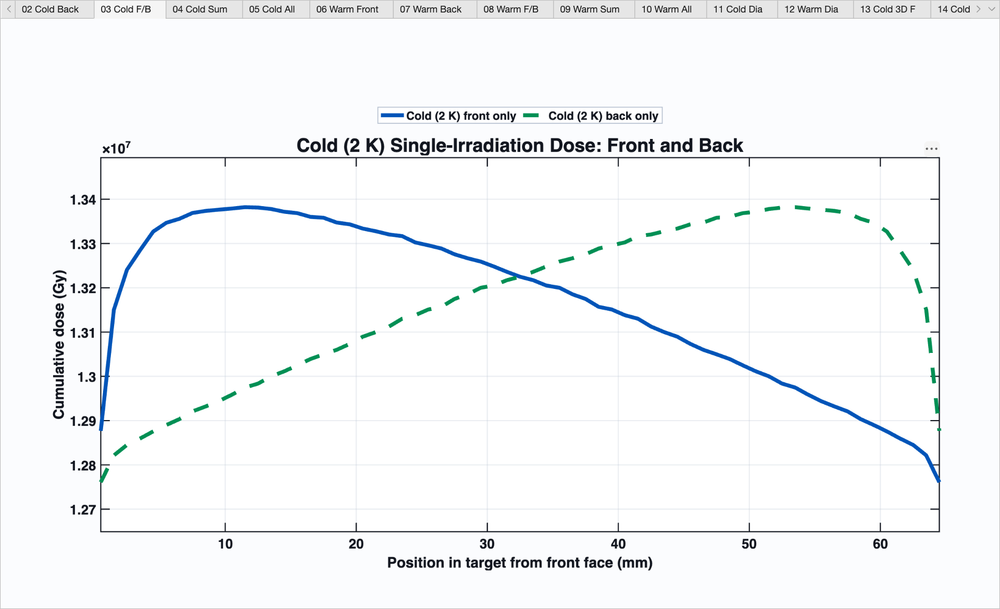 02 Cold Back 03 Cold F/B 04 Cold Sum 05 Cold All 06 Warm Front 07 Warm Back 08 Warm F/B 09 Warm Sum 10 Warm All 11 Cold Dia 12 Warm Dia 13 Cold 3D F 14 Cold
Cold (2 K) front only Cold (2 K) back only
×10⁷ Cold (2 K) Single-Irradiation Dose: Front and Back
1.34
1.33
1.32
1.31
1.3
1.29
1.28
1.27
Cumulative dose (Gy)
10 20 30 40 50 60
Position in target from front face (mm)